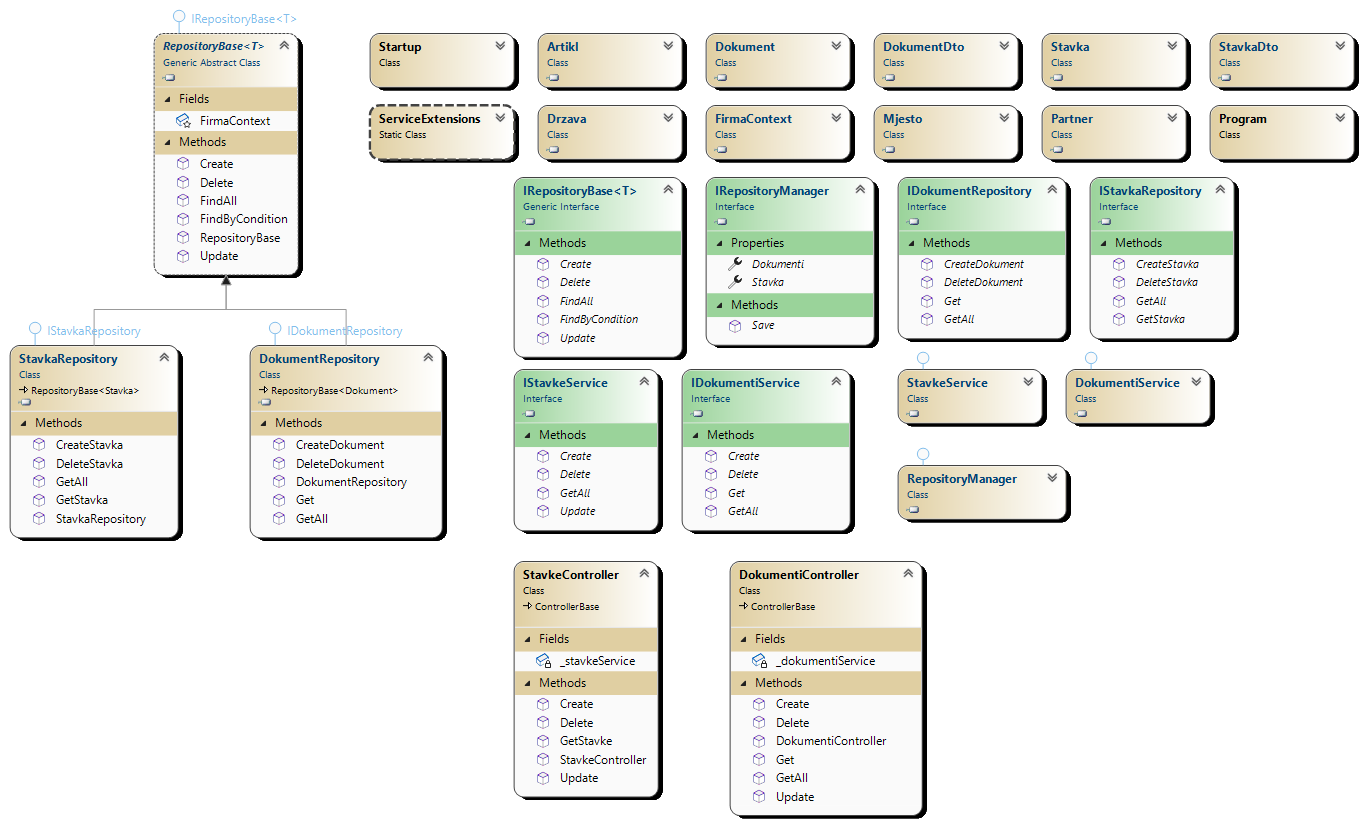 IRepositoryBase<T>
RepositoryBase<T>
Generic Abstract Class
Fields
FirmaContext
Methods
Create
Delete
FindAll
FindByCondition
RepositoryBase
Update
Startup
Class
Artikl
Class
Dokument
Class
DokumentDto
Class
Stavka
Class
StavkaDto
Class
ServiceExtensions
Static Class
Drzava
Class
FirmaContext
Class
Mjesto
Class
Partner
Class
Program
Class
IRepositoryBase<T>
Generic Interface
Methods
Create
Delete
FindAll
FindByCondition
Update
IRepositoryManager
Interface
Properties
Dokumenti
Stavka
Methods
Save
IDokumentRepository
Interface
Methods
CreateDokument
DeleteDokument
Get
GetAll
IStavkaRepository
Interface
Methods
CreateStavka
DeleteStavka
GetAll
GetStavka
IStavkaRepository
StavkaRepository
Class
RepositoryBase<Stavka>
Methods
CreateStavka
DeleteStavka
GetAll
GetStavka
StavkaRepository
IDokumentRepository
DokumentRepository
Class
RepositoryBase<Dokument>
Methods
CreateDokument
DeleteDokument
DokumentRepository
Get
GetAll
IStavkeService
Interface
Methods
Create
Delete
GetAll
Update
IDokumentiService
Interface
Methods
Create
Delete
Get
GetAll
StavkeService
Class
DokumentiService
Class
RepositoryManager
Class
StavkeController
Class
ControllerBase
Fields
_stavkeService
Methods
Create
Delete
GetStavke
StavkeController
Update
DokumentiController
Class
ControllerBase
Fields
_dokumentiService
Methods
Create
Delete
DokumentiController
Get
GetAll
Update